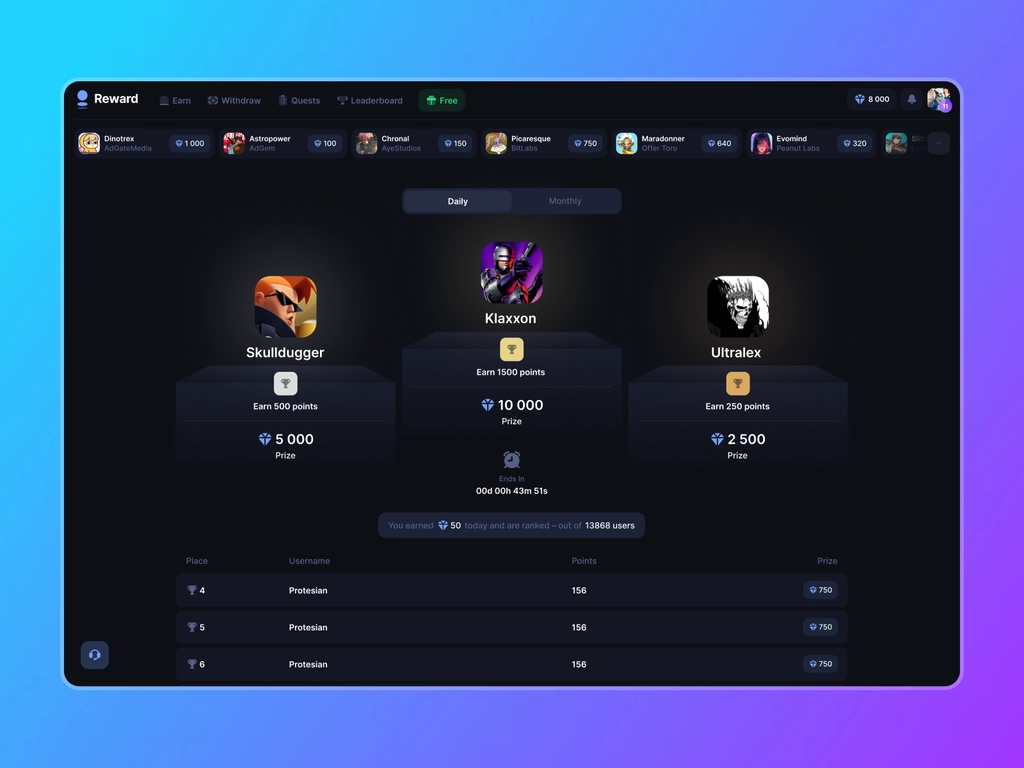 Reward
Earn
Withdraw
Quests
Leaderboard
Free
8 000
11
Dinotrex
AdGateMedia
1 000
Astropower
AdGem
100
Chronal
AyeStudios
150
Picaresque
BitLabs
750
Maradonner
Offer Toro
640
Evomind
Peanut Labs
320
Daily
Monthly
Klaxxon
Earn 1500 points
10 000
Prize
Skulldugger
Earn 500 points
5 000
Prize
Ultralex
Earn 250 points
2 500
Prize
Ends In
00d 00h 43m 51s
You earned 50 today and are ranked – out of 13868 users
Place Username Points Prize
4 Protesian 156 750
5 Protesian 156 750
6 Protesian 156 750